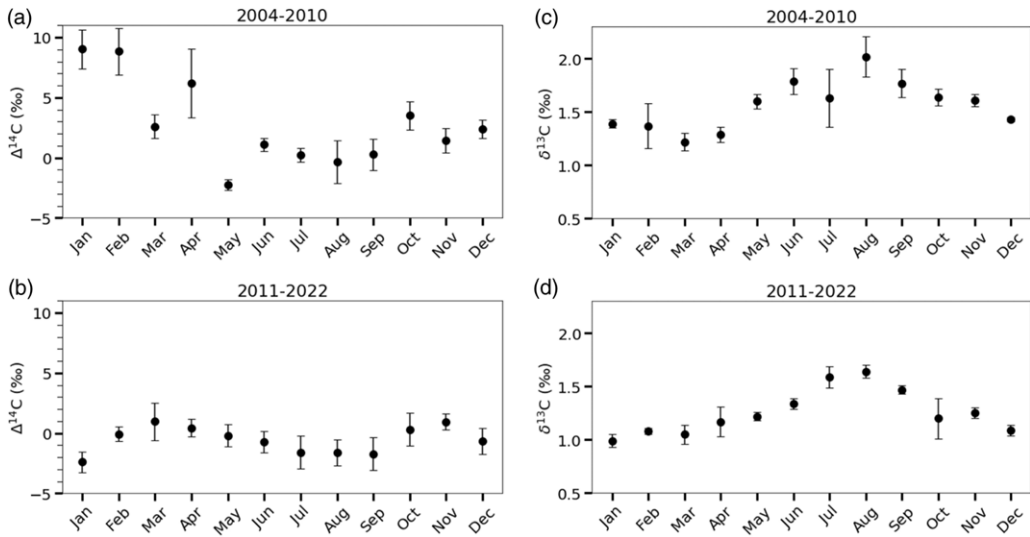 (a)
2004-2010
10
5
0
−5
Δ¹⁴C (‰)
Jan Feb Mar Apr May Jun Jul Aug Sep Oct Nov Dec
(c)
2004-2010
2.0
1.5
1.0
0.5
δ¹³C (‰)
Jan Feb Mar Apr May Jun Jul Aug Sep Oct Nov Dec
(b)
2011-2022
10
5
0
−5
Δ¹⁴C (‰)
Jan Feb Mar Apr May Jun Jul Aug Sep Oct Nov Dec
(d)
2011-2022
2.0
1.5
1.0
0.5
δ¹³C (‰)
Jan Feb Mar Apr May Jun Jul Aug Sep Oct Nov Dec